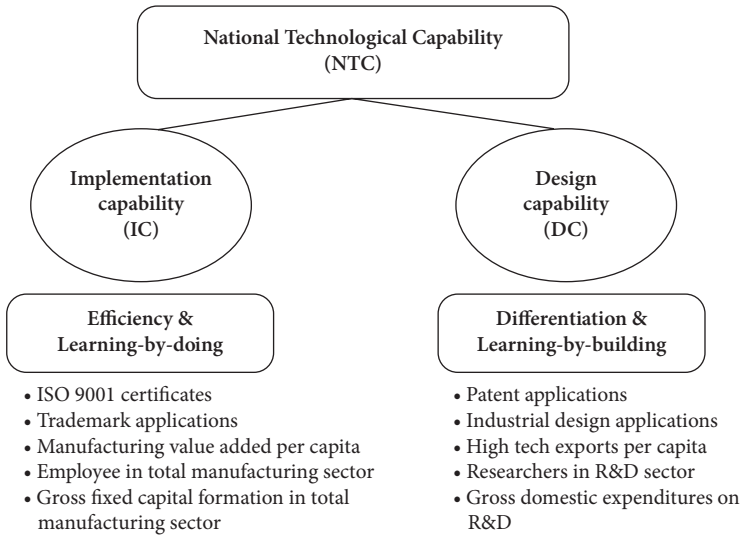 National Technological Capability
(NTC)
Implementation
capability
(IC)
Design
capability
(DC)
Efficiency &
Learning-by-doing
Differentiation &
Learning-by-building
• ISO 9001 certificates
• Trademark applications
• Manufacturing value added per capita
• Employee in total manufacturing sector
• Gross fixed capital formation in total
manufacturing sector
• Patent applications
• Industrial design applications
• High tech exports per capita
• Researchers in R&D sector
• Gross domestic expenditures on
R&D